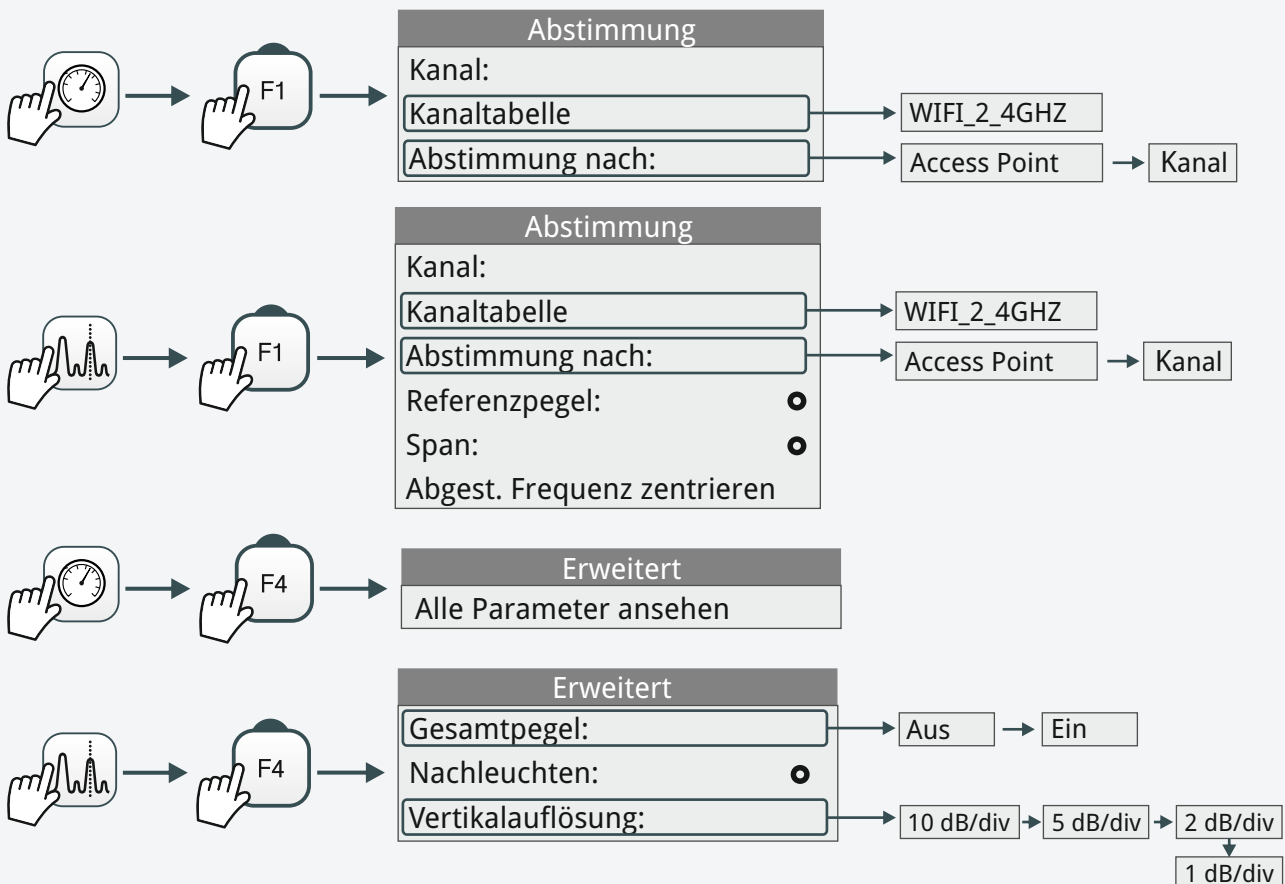 Abstimmung
F1
Kanal:
Kanaltabelle
WIFI_2_4GHZ
Abstimmung nach:
Access Point
Kanal
Abstimmung
F1
Kanal:
Kanaltabelle
WIFI_2_4GHZ
Abstimmung nach:
Access Point
Kanal
Referenzpegel:
Span:
Abgest. Frequenz zentrieren
F4
Erweitert
Alle Parameter ansehen
F4
Erweitert
Gesamtpegel:
Aus
Ein
Nachleuchten:
Vertikalauflösung:
10 dB/div
5 dB/div
2 dB/div
1 dB/div